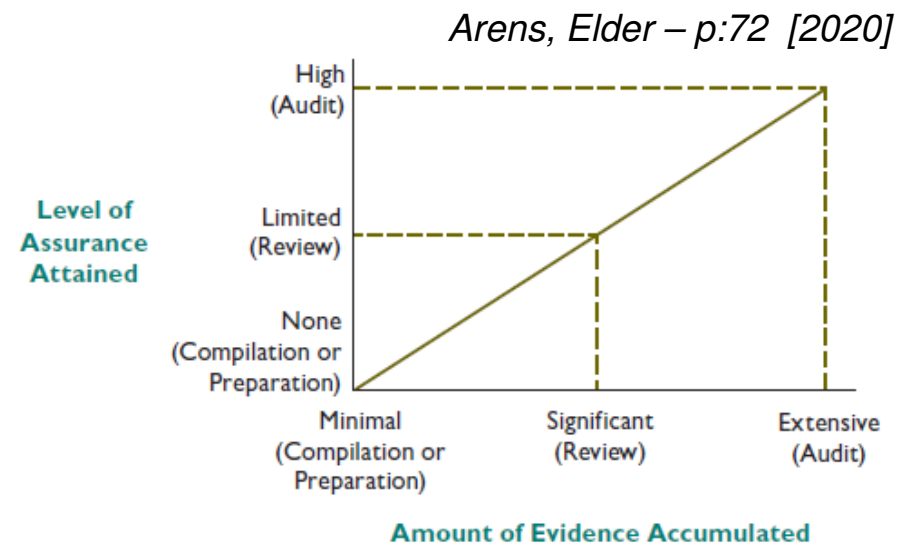 Arens, Elder – p:72 [2020]
High
(Audit)
Level of
Assurance
Attained
Limited
(Review)
None
(Compilation or
Preparation)
Minimal
(Compilation or
Preparation)
Significant
(Review)
Extensive
(Audit)
Amount of Evidence Accumulated